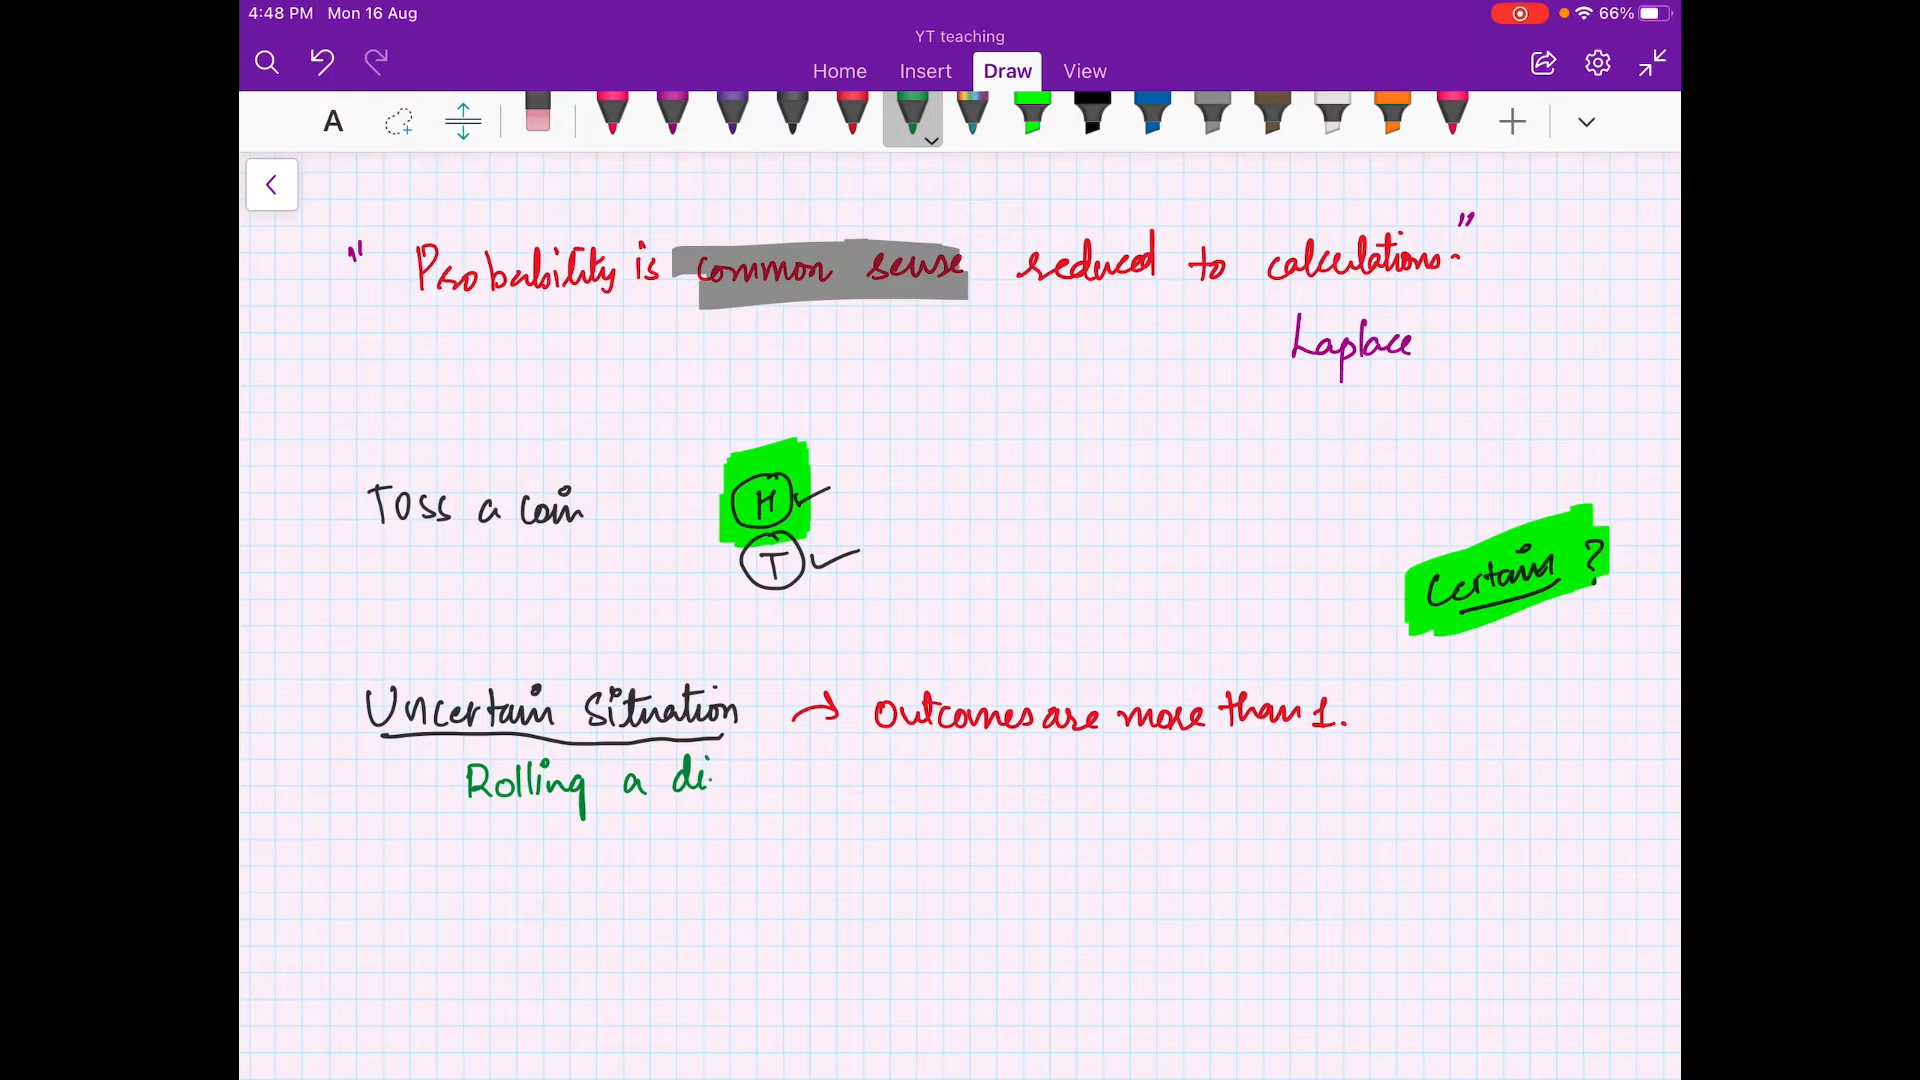 4:48 PM Mon 16 Aug
66%
YT teaching
Home Insert Draw View
A
" Probability is common sense reduced to calculations. "
Laplace
Toss a coin H
T
Certain ?
Uncertain Situation → Outcomes are more than 1.
Rolling a di